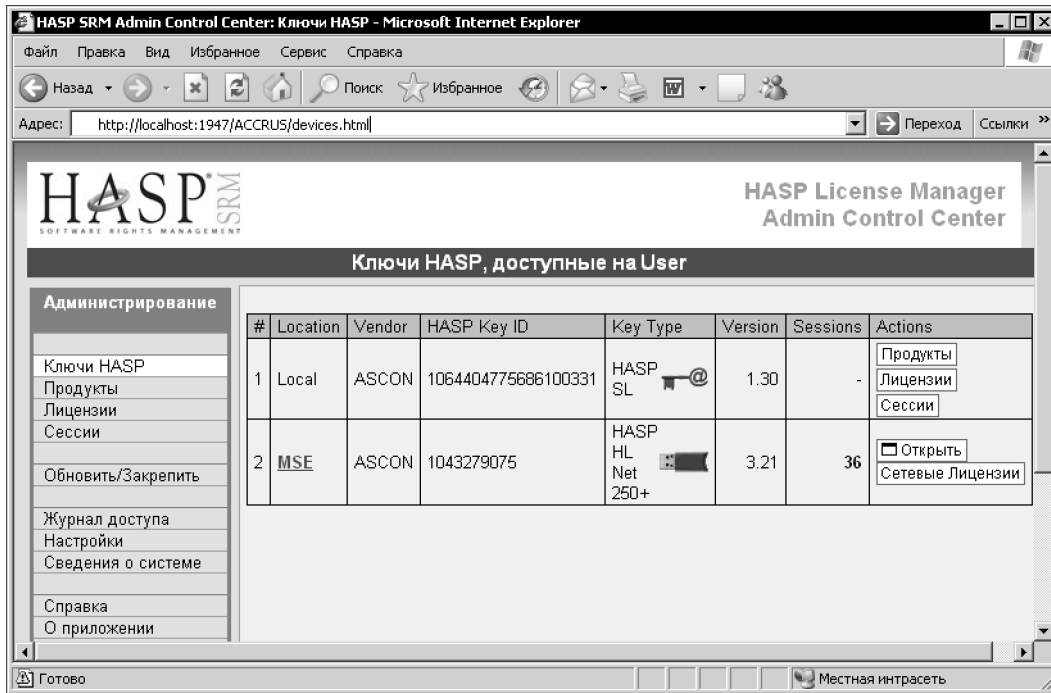 HASP SRM Admin Control Center: Ключи HASP - Microsoft Internet Explorer
Файл Правка Вид Избранное Сервис Справка
Назад Поиск Избранное
Адрес: http://localhost:1947/ACCRUS/devices.html Переход Ссылки »
HASP SRM
SOFTWARE RIGHTS MANAGEMENT
HASP License Manager
Admin Control Center
Ключи HASP, доступные на User
Администрирование
Ключи HASP
Продукты
Лицензии
Сессии
Обновить/Закрепить
Журнал доступа
Настройки
Сведения о системе
Справка
О приложении
# Location Vendor HASP Key ID Key Type Version Sessions Actions
1 Local ASCON 1064404775686100331 HASP SL 1.30 - Продукты Лицензии Сессии
2 MSE ASCON 1043279075 HASP HL Net 250+ 3.21 36 Открыть Сетевые Лицензии
Готово Местная интрасеть